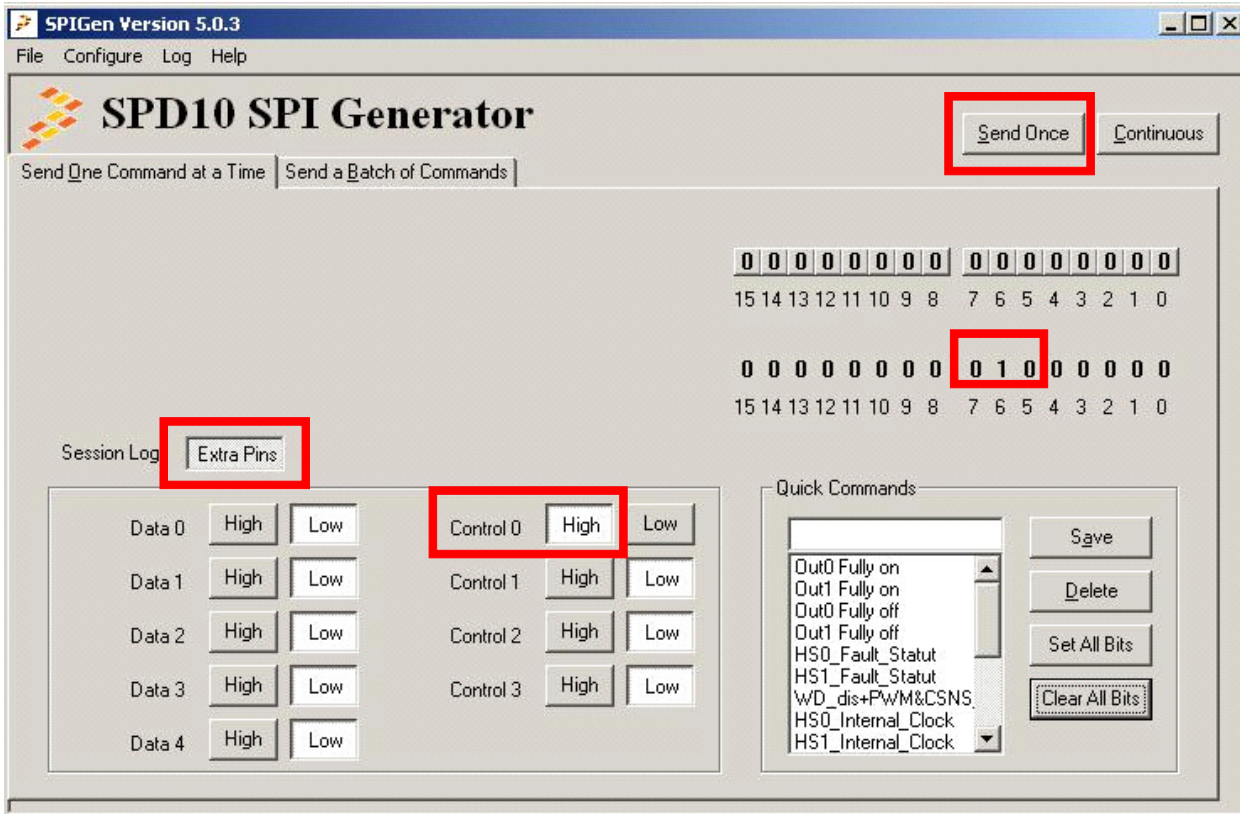 SPIGen Version 5.0.3
File Configure Log Help
SPD10 SPI Generator
Send Once Continuous
Send One Command at a Time Send a Batch of Commands
0 0 0 0 0 0 0 0 0 0 0 0 0 0 0 0
15 14 13 12 11 10 9 8 7 6 5 4 3 2 1 0
0 0 0 0 0 0 0 0 0 1 0 0 0 0 0 0
15 14 13 12 11 10 9 8 7 6 5 4 3 2 1 0
Session Log Extra Pins
Data 0 High Low Control 0 High Low
Data 1 High Low Control 1 High Low
Data 2 High Low Control 2 High Low
Data 3 High Low Control 3 High Low
Data 4 High Low
Quick Commands
Out0 Fully on
Out1 Fully on
Out0 Fully off
Out1 Fully off
HS0_Fault_Statut
HS1_Fault_Statut
WD_dis+PWM&CSNS_
HS0_Internal_Clock
HS1_Internal_Clock
Save
Delete
Set All Bits
Clear All Bits